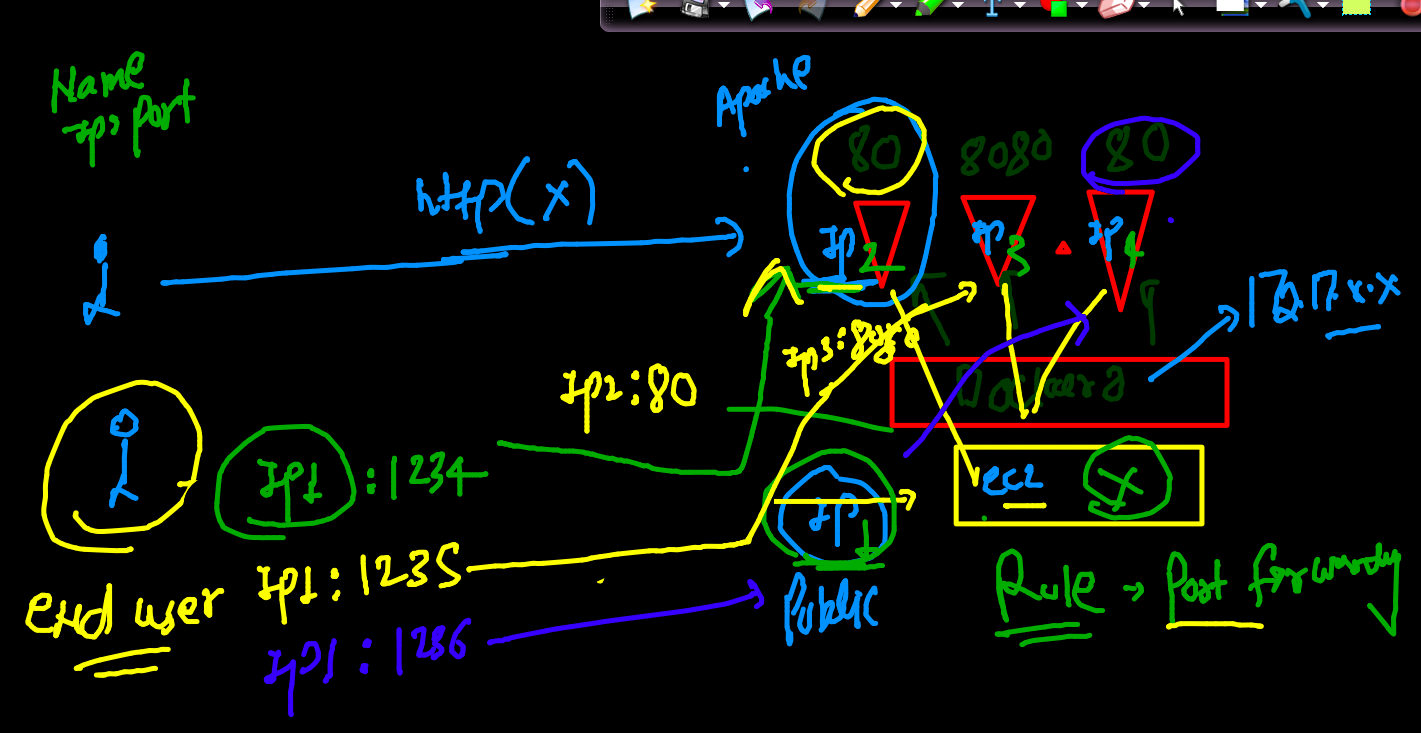 Name
IP, Port
Apache
80
8080
80
http(x)
IP2
IP3
IP4
172.17.x.x
IP3:8080
IP2:80
Docker0
IP1:1234
ec2
IP1
IP1:1235
Public
Rule → Port forwarding
end user
IP1:1236